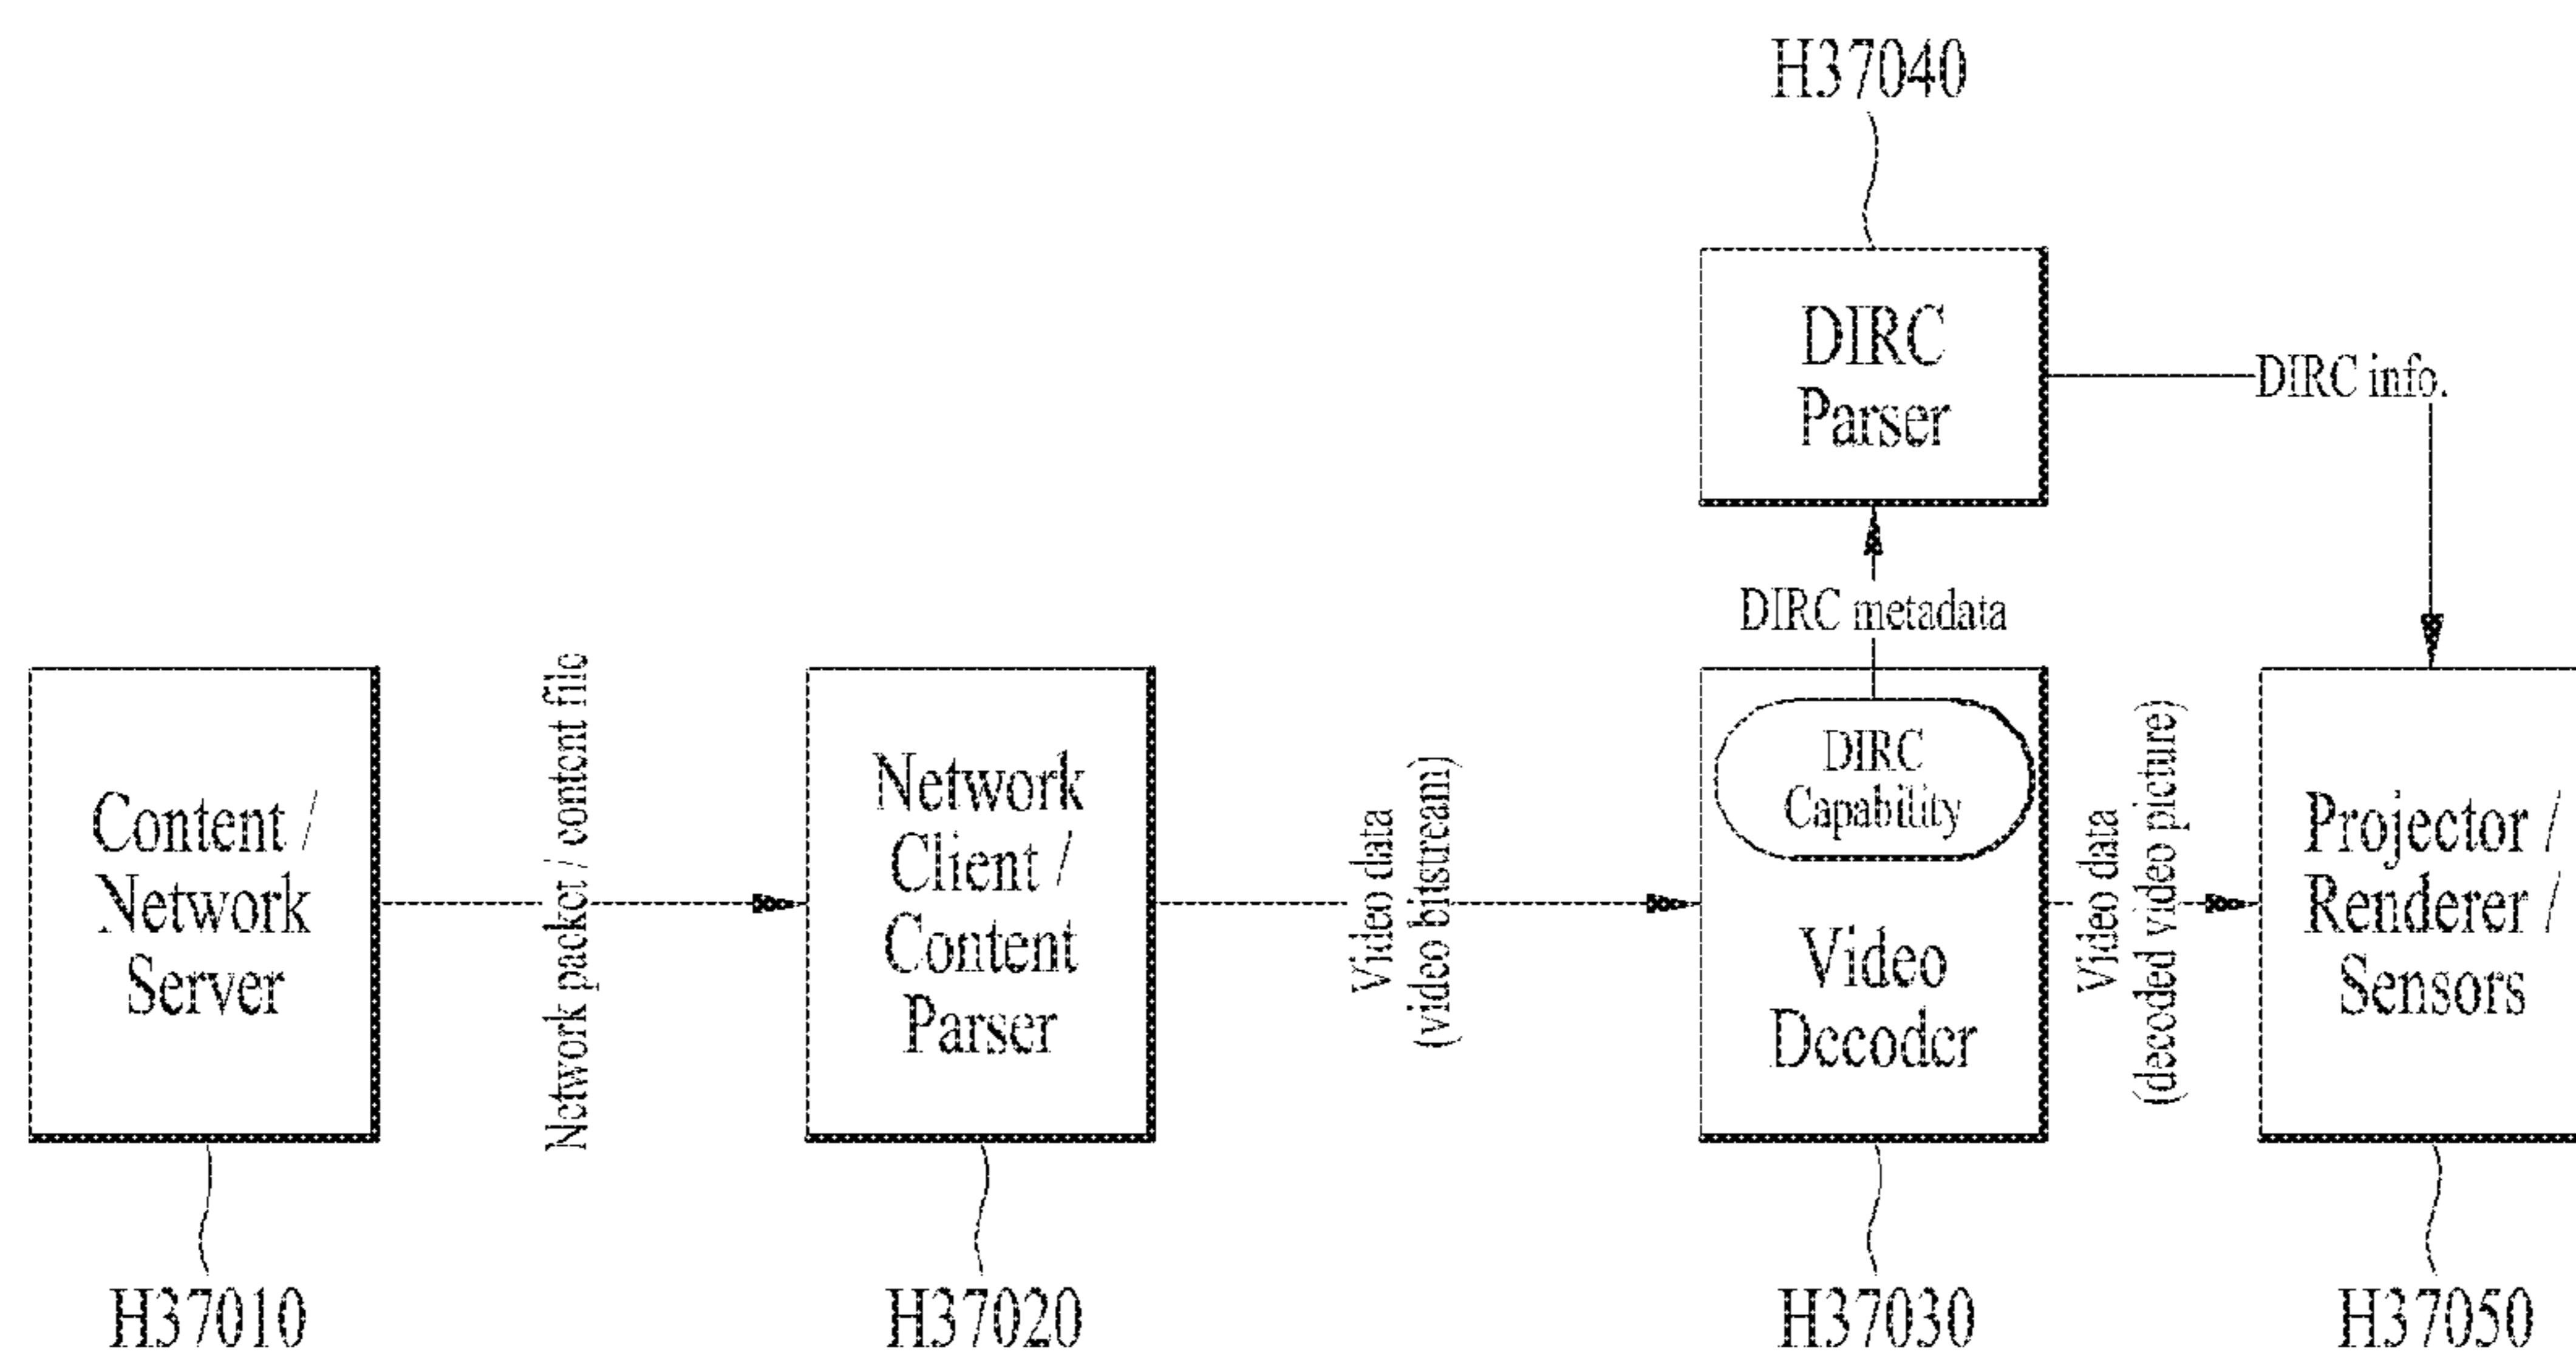 H37040
DIRC
Parser
DIRC info.
DIRC metadata
Content /
Network
Server
Network packet / content file
Network
Client /
Content
Parser
Video data
(video bitstream)
DIRC
Capability
Video
Decoder
Video data
(decoded video picture)
Projector /
Renderer /
Sensors
H37010
H37020
H37030
H37050